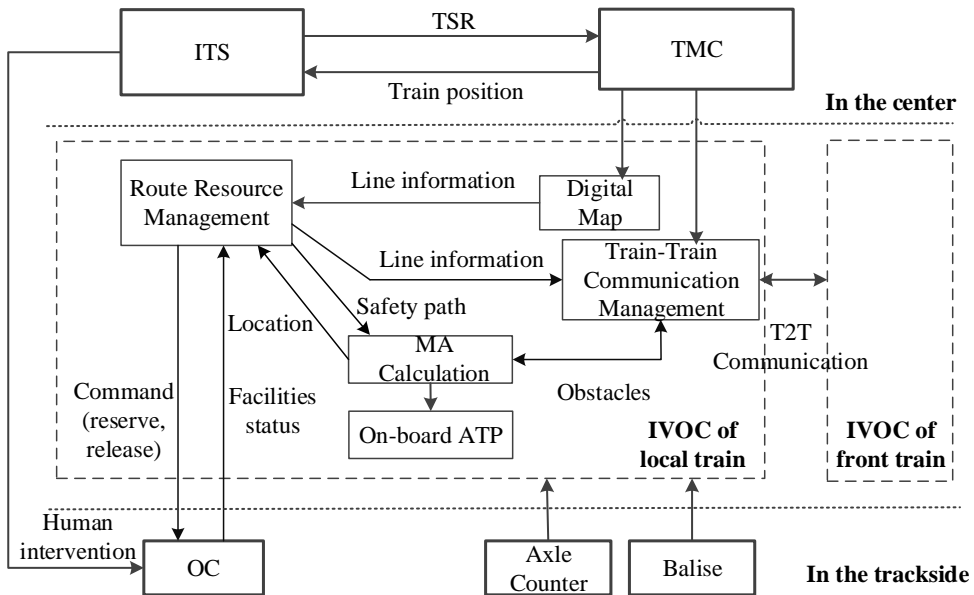 TSR
ITS
TMC
Train position
In the center
Route Resource
Management
Line information
Digital
Map
Line information
Train-Train
Communication
Management
Safety path
Location
MA
Calculation
T2T
Communication
Obstacles
Command
(reserve,
release)
Facilities
status
On-board ATP
IVOC of
local train
IVOC of
front train
Human
intervention
OC
Axle
Counter
Balise
In the trackside